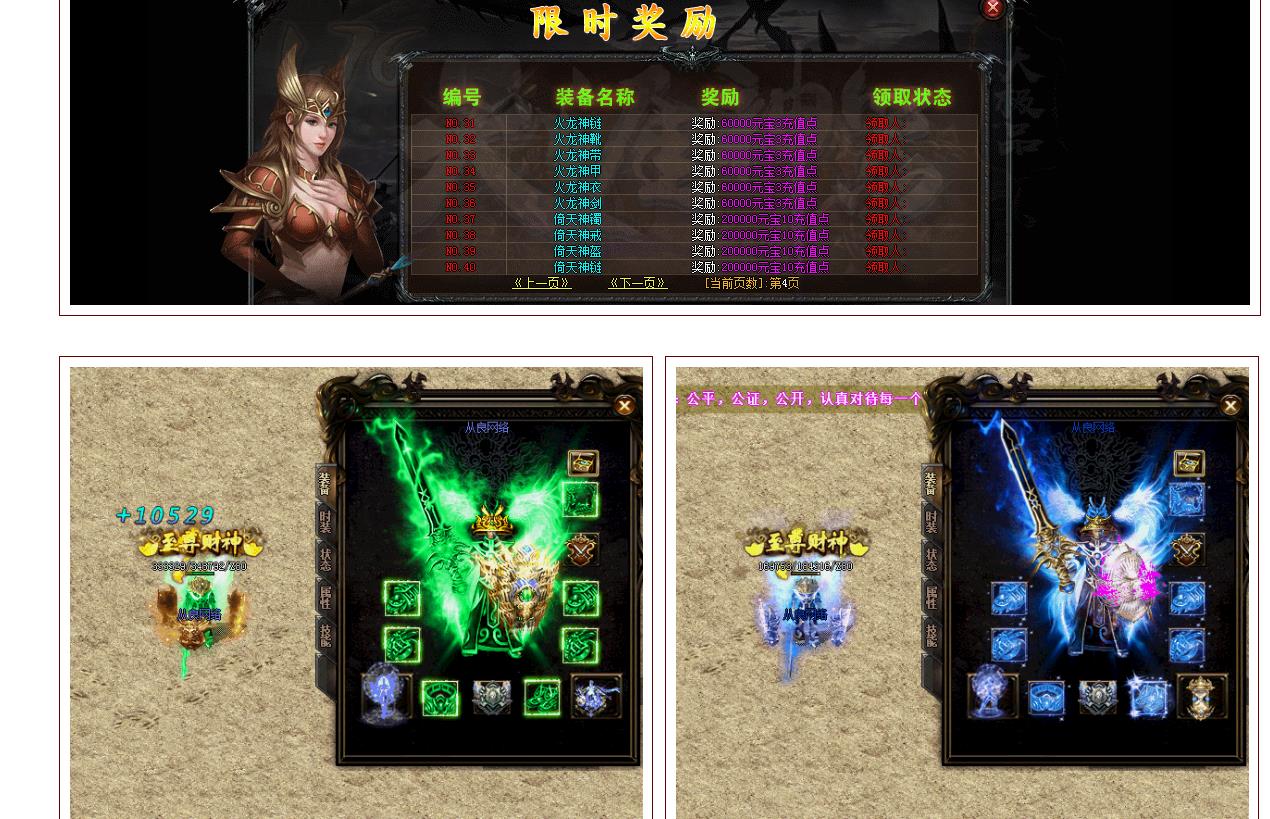 限时奖励
编号 装备名称 奖励 领取状态
NO.31 火龙神链 奖励:60000元宝3充值点 领取人:
NO.32 火龙神靴 奖励:60000元宝3充值点 领取人:
NO.33 火龙神带 奖励:60000元宝3充值点 领取人:
NO.34 火龙神甲 奖励:60000元宝3充值点 领取人:
NO.35 火龙神衣 奖励:60000元宝3充值点 领取人:
NO.36 火龙神剑 奖励:60000元宝3充值点 领取人:
NO.37 倚天神镯 奖励:200000元宝10充值点 领取人:
NO.38 倚天神戒 奖励:200000元宝10充值点 领取人:
NO.39 倚天神盔 奖励:200000元宝10充值点 领取人:
NO.40 倚天神链 奖励:200000元宝10充值点 领取人:
《上一页》 《下一页》 [当前页数]:第4页
从良网络
装备
时装
状态
属性
技能
+10529
至尊财神
从良网络
公平，公证，公开，认真对待每一个
从良网络
装备
时装
状态
属性
技能
至尊财神
从良网络